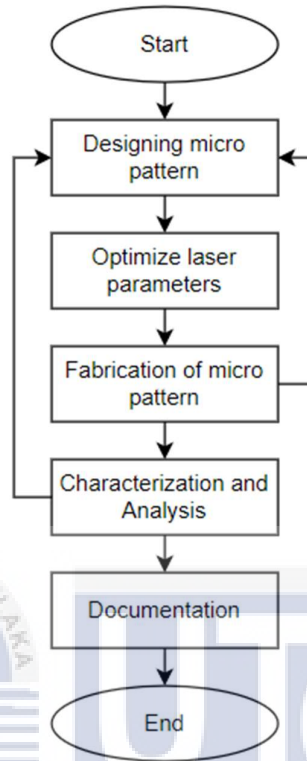 Start
Designing micro
pattern
Optimize laser
parameters
Fabrication of micro
pattern
Characterization and
Analysis
Documentation
End